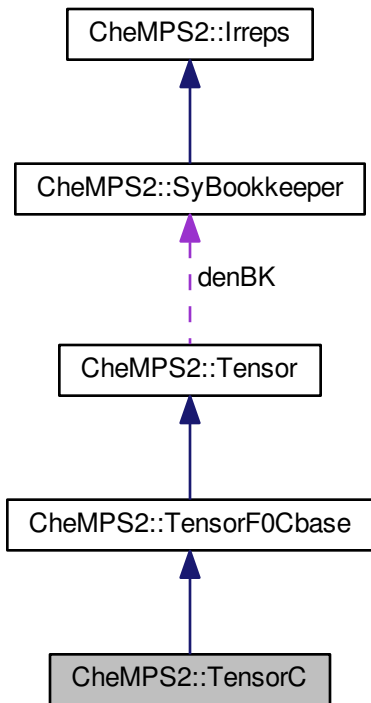 CheMPS2::Irreps
CheMPS2::SyBookkeeper
denBK
CheMPS2::Tensor
CheMPS2::TensorF0Cbase
CheMPS2::TensorC